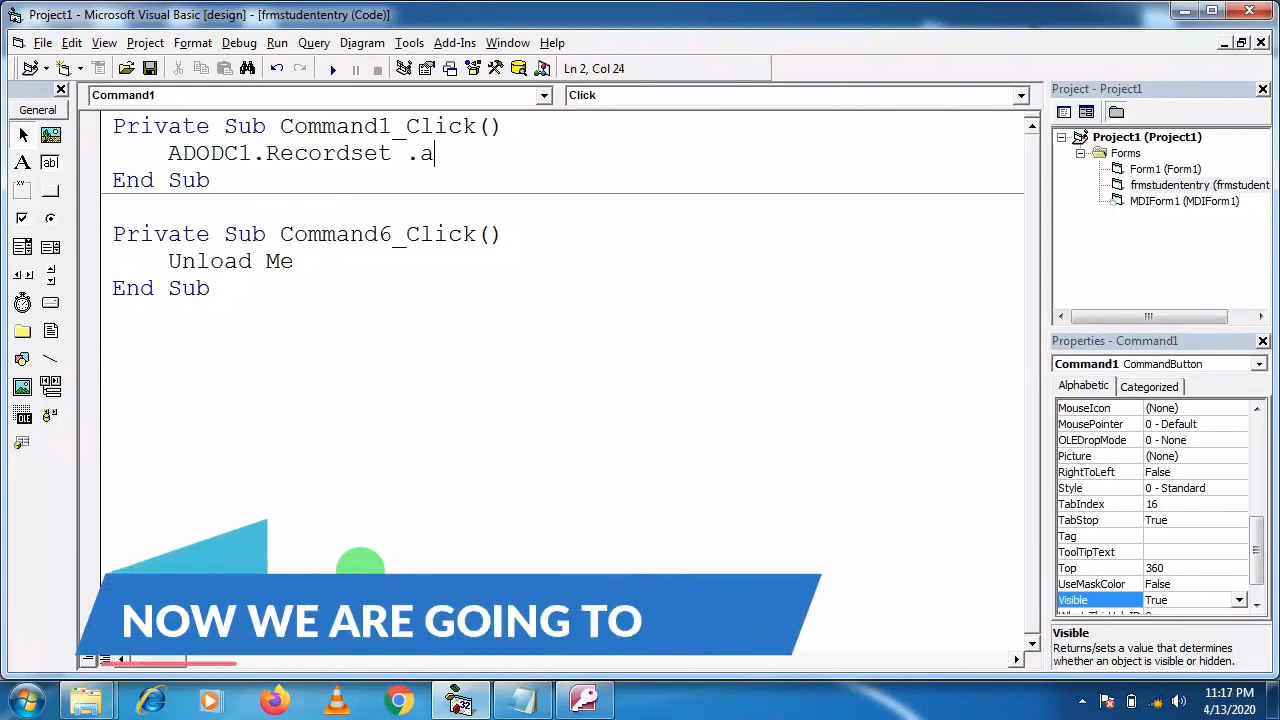 Project1 - Microsoft Visual Basic [design] - [frmstudententry (Code)]
File Edit View Project Format Debug Run Query Diagram Tools Add-Ins Window Help
Ln 2, Col 24
General
Command1
Click
Private Sub Command1_Click()
ADODC1.Recordset .a
End Sub
Private Sub Command6_Click()
Unload Me
End Sub
Project - Project1
Project1 (Project1)
Forms
Form1 (Form1)
frmstudententry (frmstudent
MDIForm1 (MDIForm1)
Properties - Command1
Command1 CommandButton
Alphabetic Categorized
MouseIcon (None)
MousePointer 0 - Default
OLEDropMode 0 - None
Picture (None)
RightToLeft False
Style 0 - Standard
TabIndex 16
TabStop True
Tag
ToolTipText
Top 360
UseMaskColor False
Visible True
Visible
Returns/sets a value that determines
whether an object is visible or hidden.
NOW WE ARE GOING TO
11:17 PM
4/13/2020